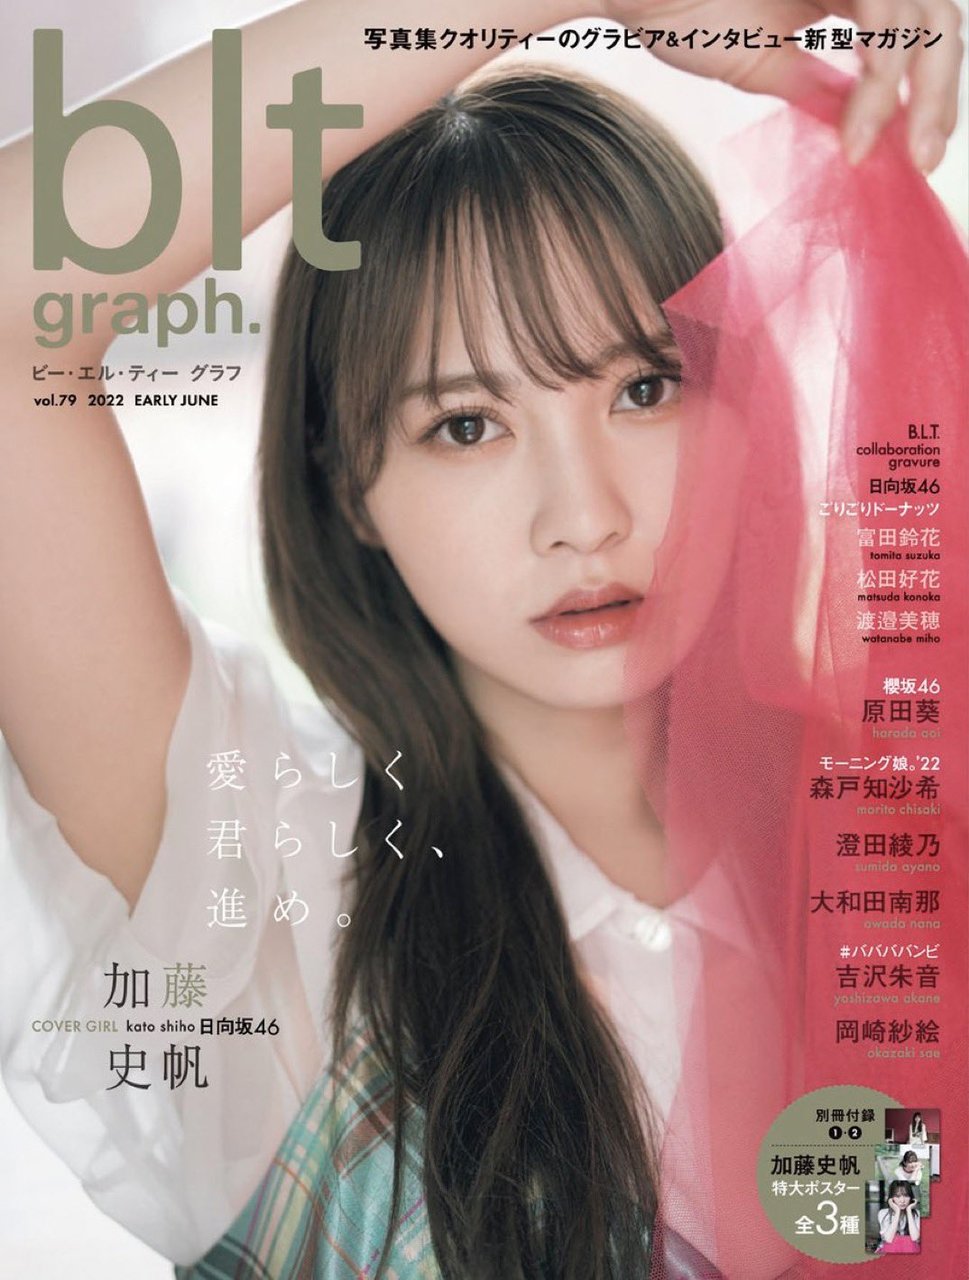 写真集クオリティーのグラビア&インタビュー新型マガジン
blt
graph.
ビー・エル・ティー グラフ
vol.79 2022 EARLY JUNE
B.L.T.
collaboration
gravure
日向坂46
ごりごりドーナッツ
富田鈴花
tomita suzuka
松田好花
matsuda konoka
渡邉美穂
watanabe miho
櫻坂46
原田葵
harada aoi
モーニング娘。'22
森戸知沙希
morito chisaki
澄田綾乃
sumida ayano
大和田南那
owada nana
#ババババンビ
吉沢朱音
yoshizawa akane
岡崎紗絵
okazaki sae
愛らしく
君らしく、
進め。
加藤
COVER GIRL kato shiho 日向坂46
史帆
別冊付録
1・2
加藤史帆
特大ポスター
全3種